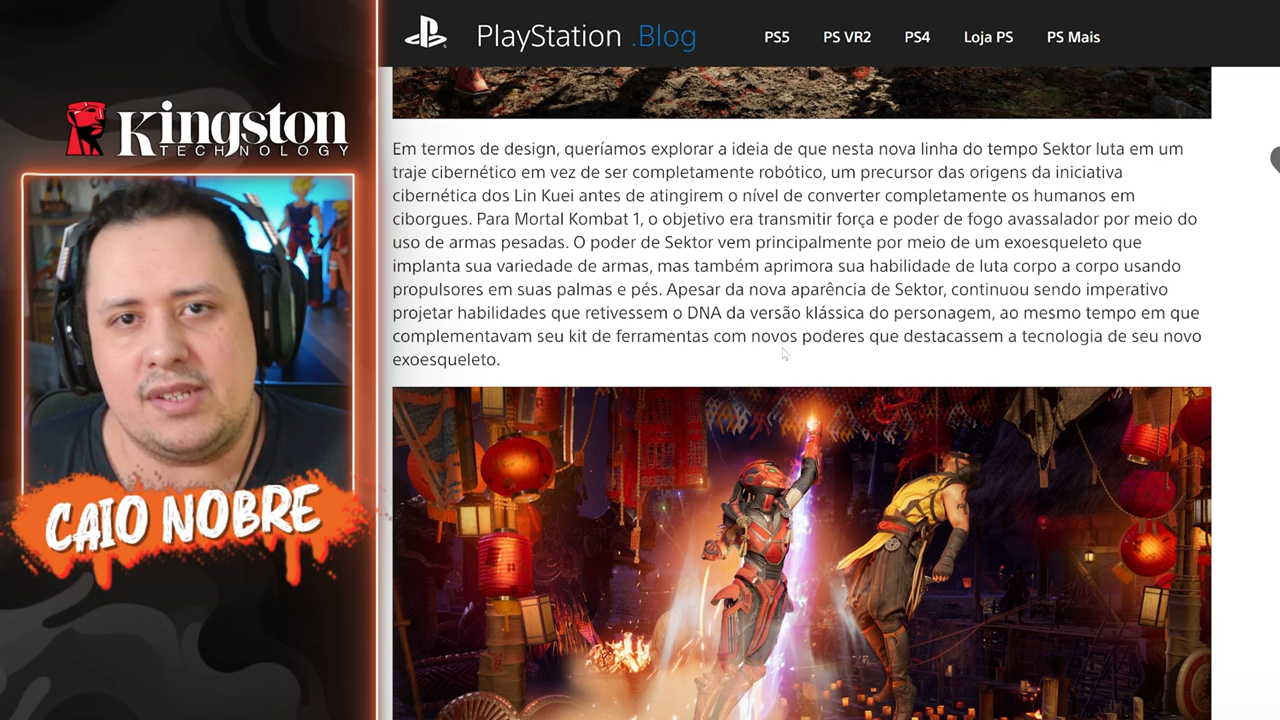 Kingston
TECHNOLOGY
CAIO NOBRE
PlayStation .Blog
PS5
PS VR2
PS4
Loja PS
PS Mais
Em termos de design, queríamos explorar a ideia de que nesta nova linha do tempo Sektor luta em um
traje cibernético em vez de ser completamente robótico, um precursor das origens da iniciativa
cibernética dos Lin Kuei antes de atingirem o nível de converter completamente os humanos em
ciborgues. Para Mortal Kombat 1, o objetivo era transmitir força e poder de fogo avassalador por meio do
uso de armas pesadas. O poder de Sektor vem principalmente por meio de um exoesqueleto que
implanta sua variedade de armas, mas também aprimora sua habilidade de luta corpo a corpo usando
propulsores em suas palmas e pés. Apesar da nova aparência de Sektor, continuou sendo imperativo
projetar habilidades que retivessem o DNA da versão klássica do personagem, ao mesmo tempo em que
complementavam seu kit de ferramentas com novos poderes que destacassem a tecnologia de seu novo
exoesqueleto.